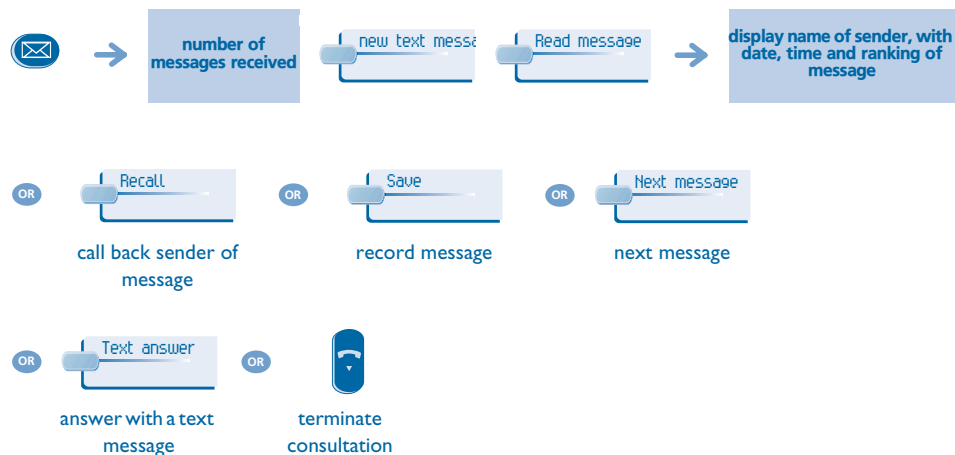 number of
messages received
new text messa
Read message
display name of sender, with
date, time and ranking of
message
OR
Recall
call back sender of
message
OR
Save
record message
OR
Next message
next message
OR
Text answer
answer with a text
message
OR
terminate
consultation